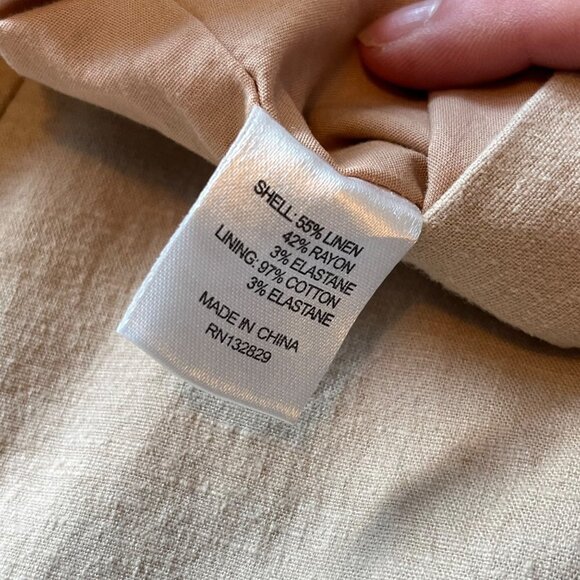 SHELL: 55% LINEN
42% RAYON
3% ELASTANE
LINING: 97% COTTON
3% ELASTANE
MADE IN CHINA
RN132829